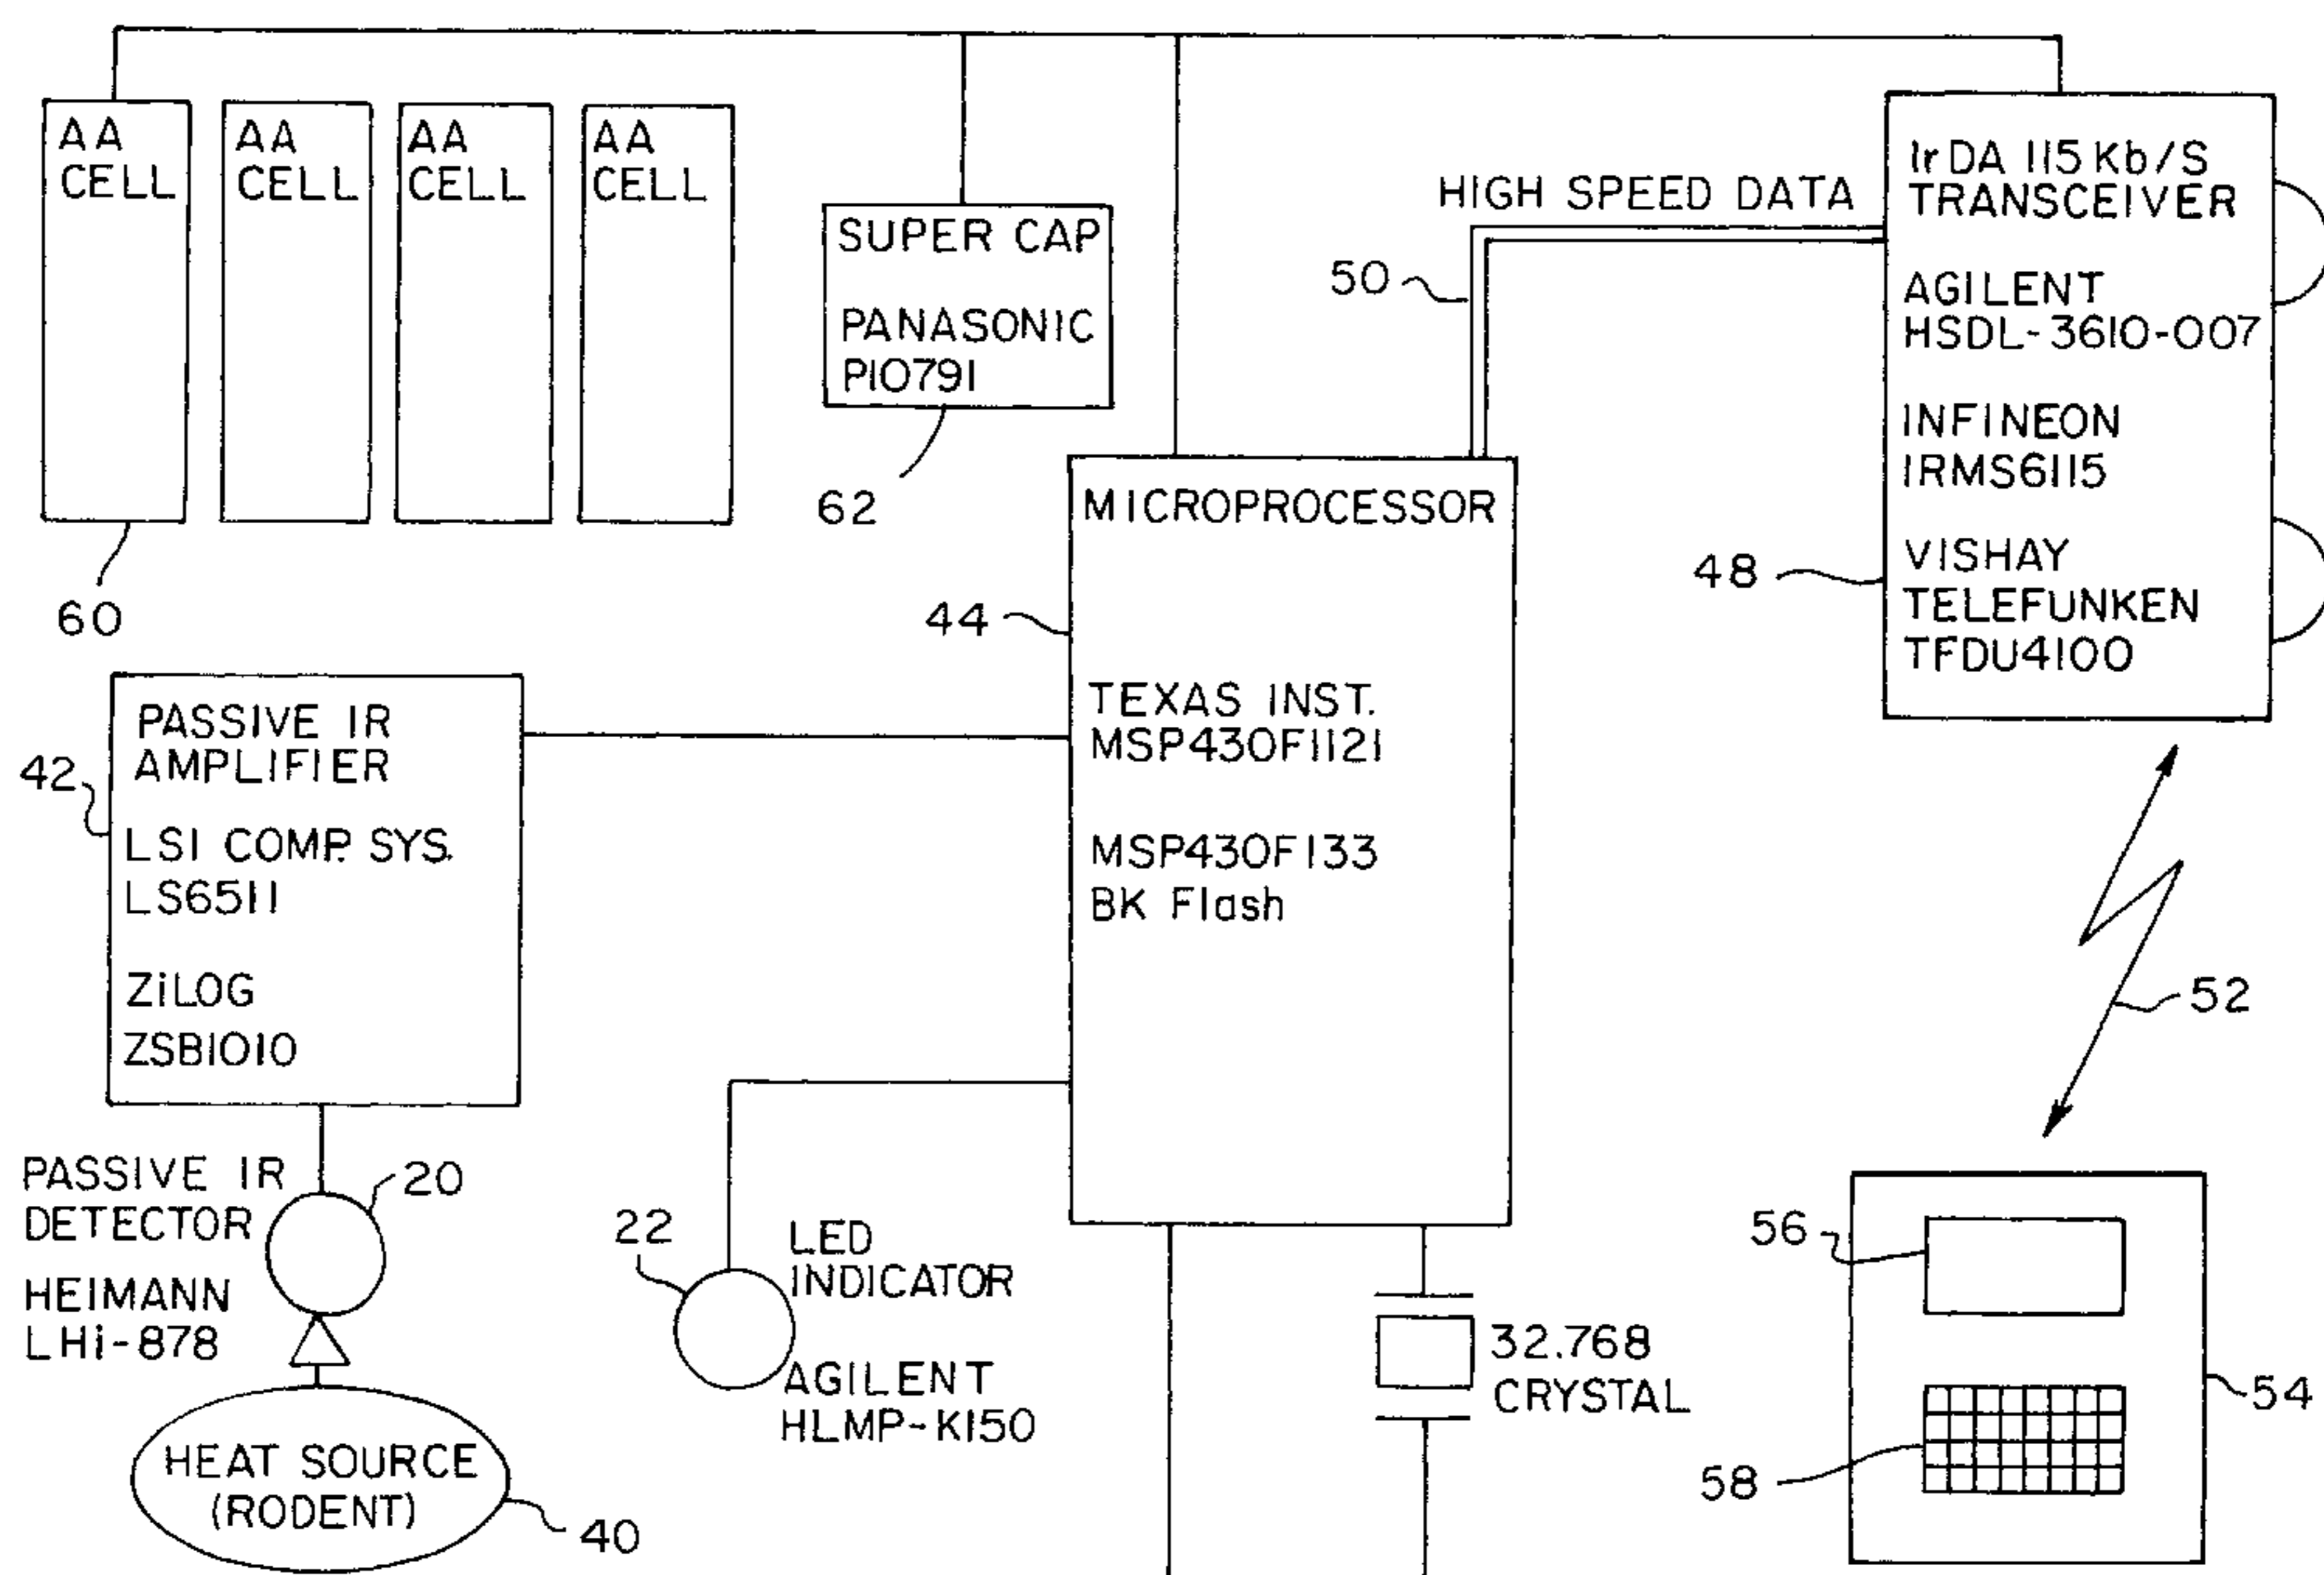 AA
CELL
AA
CELL
AA
CELL
AA
CELL
60
SUPER CAP
PANASONIC
P10791
62
HIGH SPEED DATA
50
IrDA 115 Kb/S
TRANSCEIVER
AGILENT
HSDL-3610-007
INFINEON
IRMS6115
VISHAY
TELEFUNKEN
TFDU4100
48
MICROPROCESSOR
44
TEXAS INST.
MSP430F1121
MSP430F133
BK Flash
PASSIVE IR
AMPLIFIER
42
LSI COMP. SYS.
LS6511
ZiLOG
ZSB1010
52
PASSIVE IR
DETECTOR
20
HEIMANN
LHi-878
HEAT SOURCE
(RODENT)
40
22
LED
INDICATOR
AGILENT
HLMP-K150
32.768
CRYSTAL
56
54
58